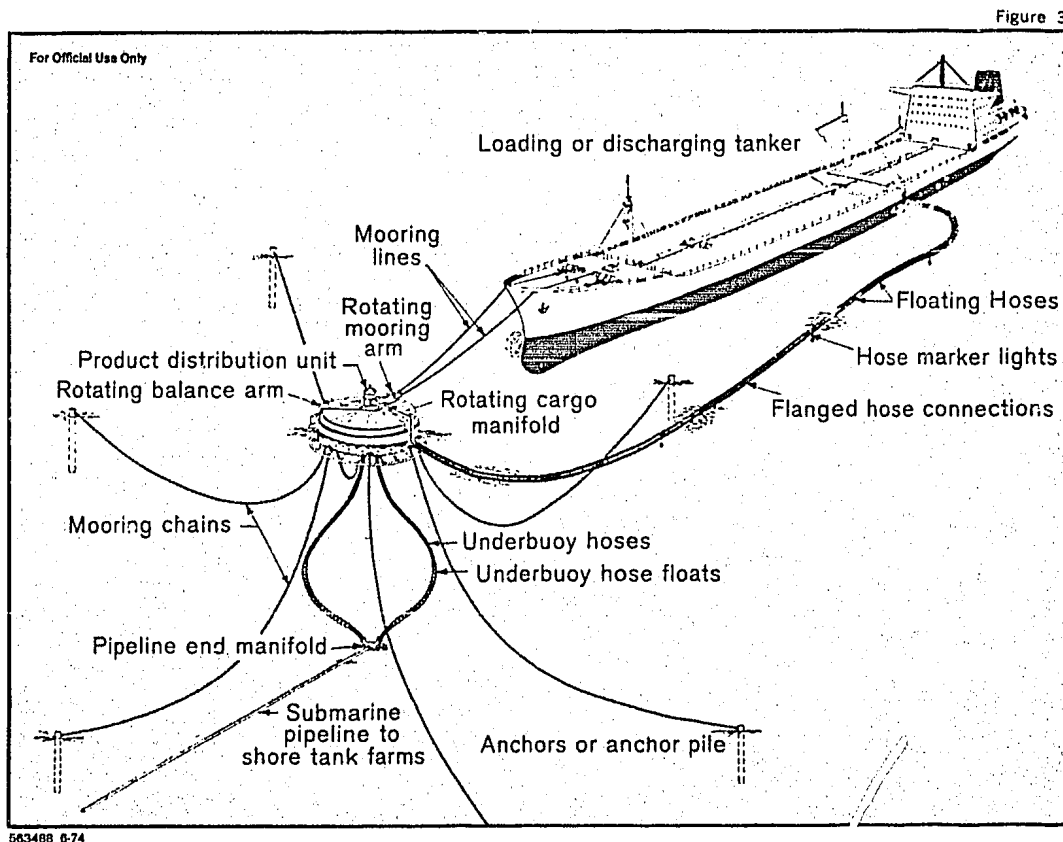 Figure 3
For Official Use Only
Loading or discharging tanker
Mooring
lines
Rotating
mooring
arm
Floating Hoses
Product distribution unit
Hose marker lights
Rotating balance arm
Rotating cargo
manifold
Flanged hose connections
Mooring chains
Underbuoy hoses
Underbuoy hose floats
Pipeline end manifold
Submarine
pipeline to
shore tank farms
Anchors or anchor pile
563488 6-74